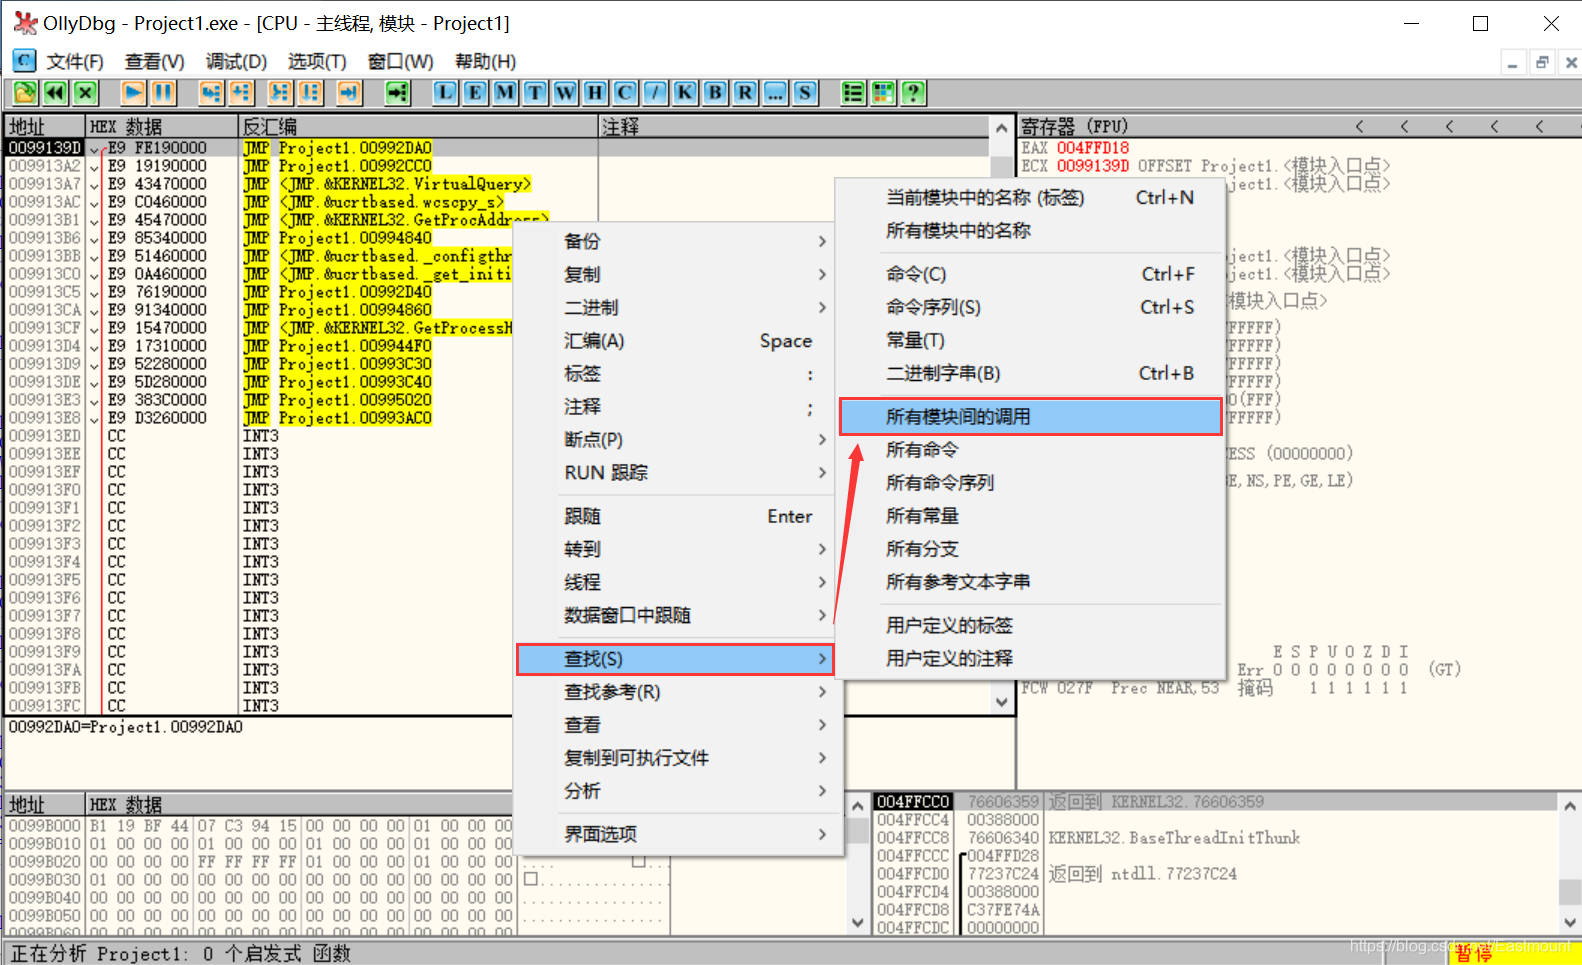 OllyDbg - Project1.exe - [CPU - 主线程, 模块 - Project1]
C 文件(F) 查看(V) 调试(D) 选项(T) 窗口(W) 帮助(H)
L E M T W H C / K B R ... S ?
地址 HEX 数据 反汇编 注释
0099139D E9 FE190000 JMP Project1.00992DA0
009913A2 E9 19190000 JMP Project1.00992CC0
009913A7 E9 43470000 JMP <JMP.&KERNEL32.VirtualQuery>
009913AC E9 C0460000 JMP <JMP.&ucrtbased.wcscpy_s>
009913B1 E9 45470000 JMP <JMP.&KERNEL32.GetProcAddress>
009913B6 E9 85340000 JMP Project1.00994840
009913BB E9 51460000 JMP <JMP.&ucrtbased._configthr
009913C0 E9 0A460000 JMP <JMP.&ucrtbased._get_initi
009913C5 E9 76190000 JMP Project1.00992D40
009913CA E9 91340000 JMP Project1.00994860
009913CF E9 15470000 JMP <JMP.&KERNEL32.GetProcessH
009913D4 E9 17310000 JMP Project1.009944F0
009913D9 E9 52280000 JMP Project1.00993C30
009913DE E9 5D280000 JMP Project1.00993C40
009913E3 E9 383C0000 JMP Project1.00995020
009913E8 E9 D3260000 JMP Project1.00993AC0
009913ED CC INT3
009913EE CC INT3
009913EF CC INT3
009913F0 CC INT3
009913F1 CC INT3
009913F2 CC INT3
009913F3 CC INT3
009913F4 CC INT3
009913F5 CC INT3
009913F6 CC INT3
009913F7 CC INT3
009913F8 CC INT3
009913F9 CC INT3
009913FA CC INT3
009913FB CC INT3
009913FC CC INT3
00992DA0=Project1.00992DA0
备份
复制
二进制
汇编(A) Space
标签 :
注释 ;
断点(P)
RUN 跟踪
跟随 Enter
转到
线程
数据窗口中跟随
查找(S)
查找参考(R)
查看
复制到可执行文件
分析
界面选项
当前模块中的名称 (标签) Ctrl+N
所有模块中的名称
命令(C) Ctrl+F
命令序列(S) Ctrl+S
常量(T)
二进制字串(B) Ctrl+B
所有模块间的调用
所有命令
所有命令序列
所有常量
所有分支
所有参考文本字串
用户定义的标签
用户定义的注释
寄存器 (FPU) < < < < <
EAX 004FFD18
ECX 0099139D OFFSET Project1.<模块入口点>
ject1.<模块入口点>
ject1.<模块入口点>
ject1.<模块入口点>
模块入口点>
FFFFF)
FFFFF)
FFFFF)
FFFFF)
0(FFF)
FFFFF)
ESS (00000000)
E,NS,PE,GE,LE)
E S P U O Z D I
Err 0 0 0 0 0 0 0 0 (GT)
FCW 027F Prec NEAR,53 掩码 1 1 1 1 1 1
地址 HEX 数据
0099B000 B1 19 BF 44 07 C3 94 15 00 00 00 00 01 00 00 00
0099B010 01 00 00 00 01 00 00 00 01 00 00 00 01 00 00 00
0099B020 00 00 00 00 FF FF FF FF 01 00 00 00 01 00 00 00
0099B030 01 00 00 00 00 00 00 00 00 00 00 00 00 00 00 00
0099B040 00 00 00 00 00 00 00 00 00 00 00 00 00 00 00 00
0099B050 00 00 00 00 00 00 00 00 00 00 00 00 00 00 00 00
0099B060 00 00 00 00 00 00 00 00 00 00 00 00 00 00 00 00
004FFCC0 76606359 返回到 KERNEL32.76606359
004FFCC4 00388000
004FFCC8 76606340 KERNEL32.BaseThreadInitThunk
004FFCCC 004FFD28
004FFCD0 77237C24 返回到 ntdll.77237C24
004FFCD4 00388000
004FFCD8 C37FE74A
004FFCDC 00000000
正在分析 Project1: 0 个启发式 函数
暂停
https://blog.csdn.net/Eastmount